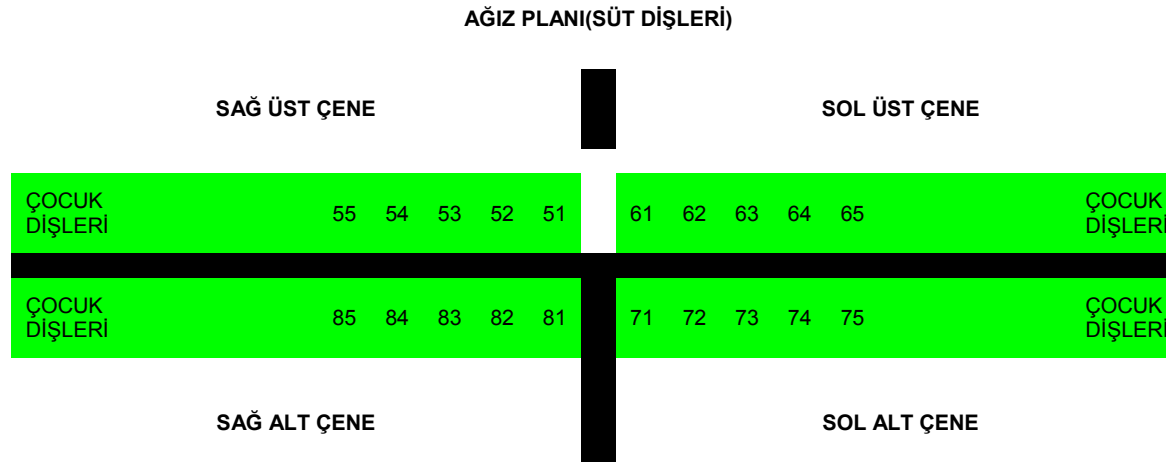 AĞIZ PLANI(SÜT DİŞLERİ)
SAĞ ÜST ÇENE
SOL ÜST ÇENE
ÇOCUK
DİŞLERİ
55 54 53 52 51
61 62 63 64 65
ÇOCUK
DİŞLERİ
ÇOCUK
DİŞLERİ
85 84 83 82 81
71 72 73 74 75
ÇOCUK
DİŞLERİ
SAĞ ALT ÇENE
SOL ALT ÇENE